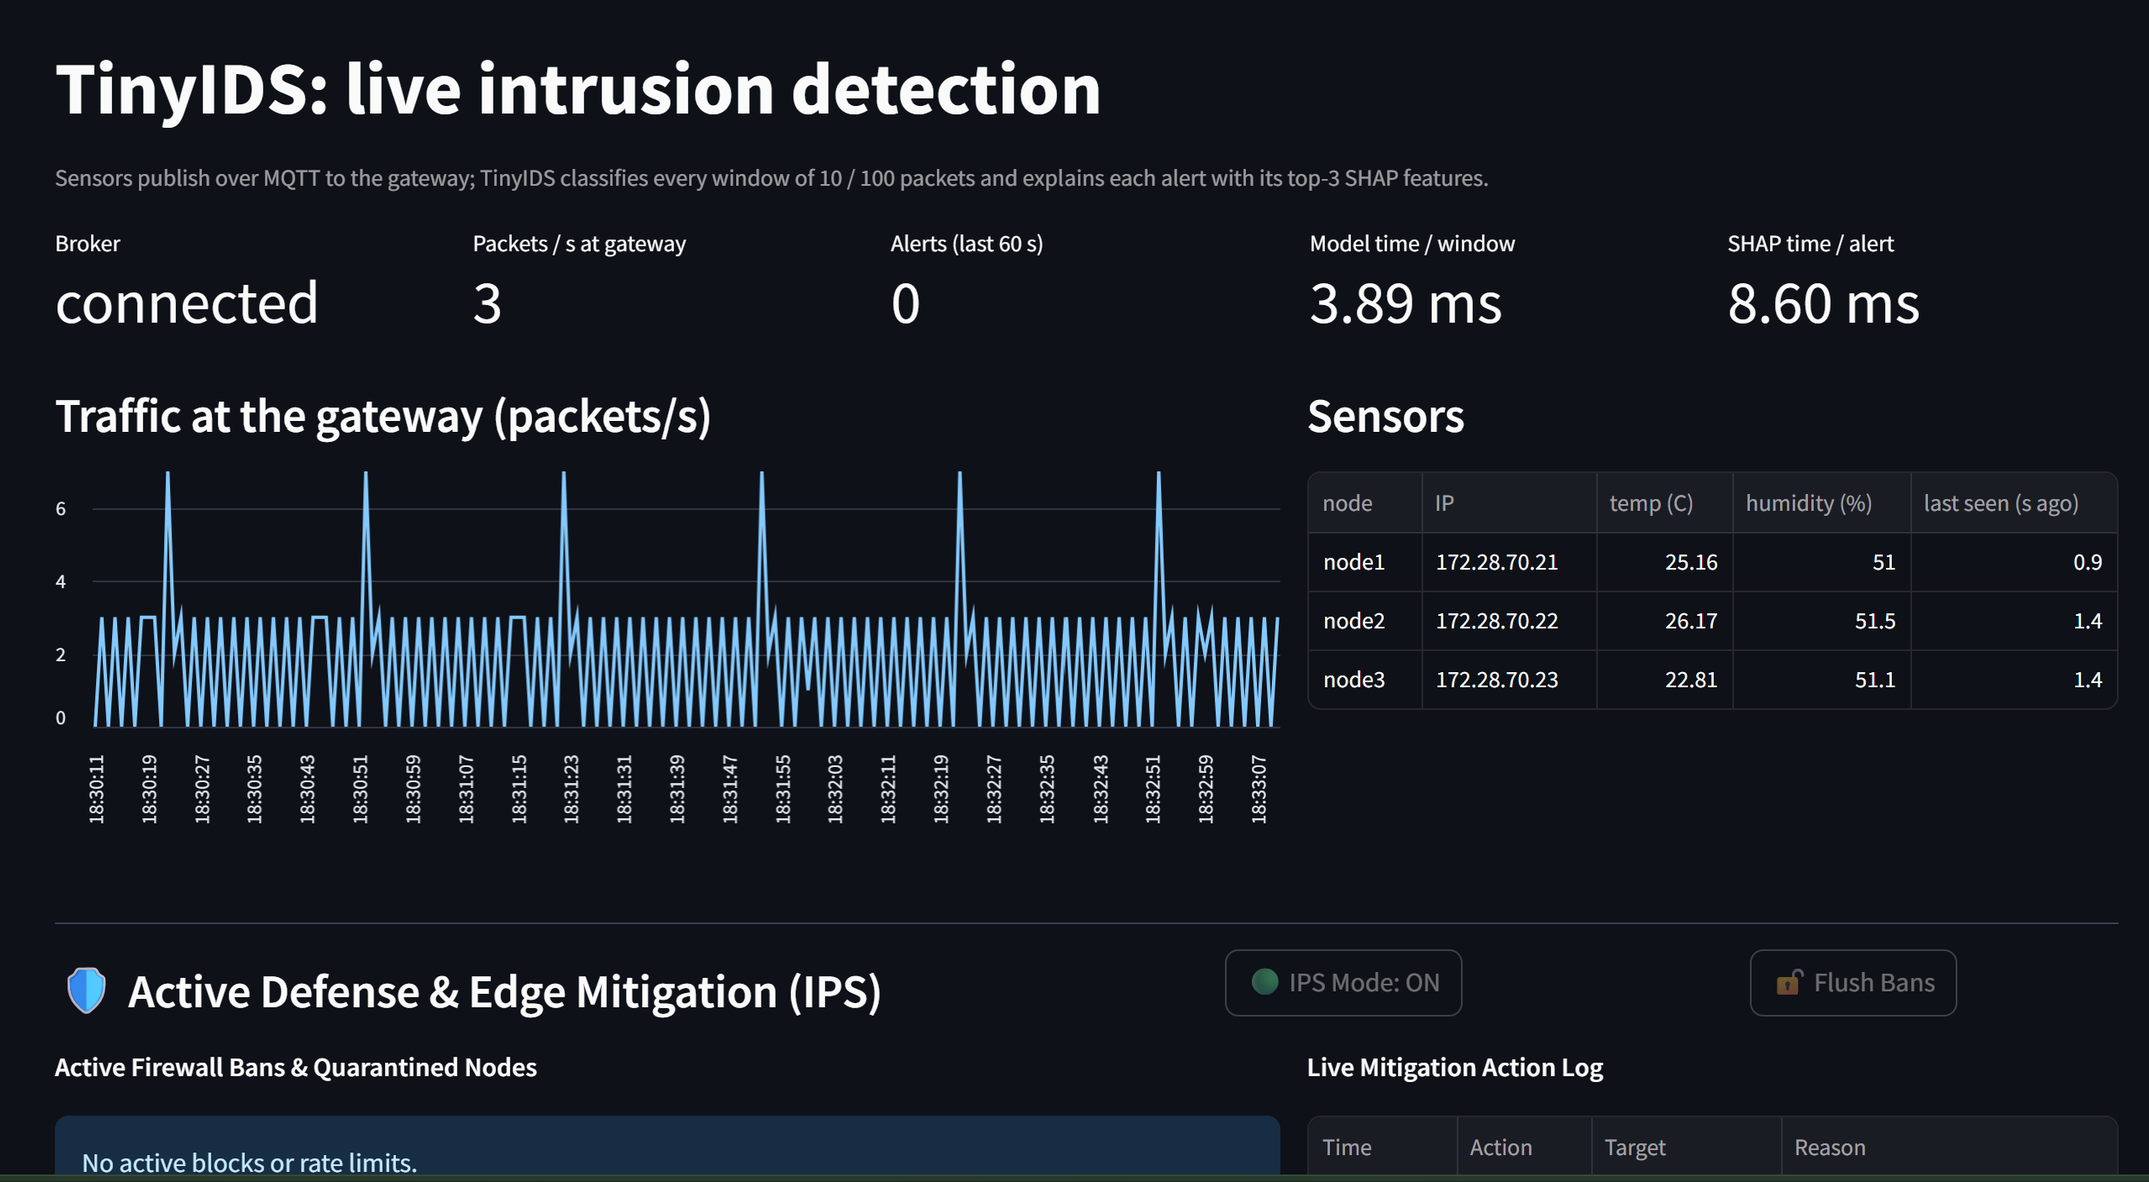 TinyIDS: live intrusion detection
Sensors publish over MQTT to the gateway; TinyIDS classifies every window of 10 / 100 packets and explains each alert with its top-3 SHAP features.
Broker
connected
Packets / s at gateway
3
Alerts (last 60 s)
0
Model time / window
3.89 ms
SHAP time / alert
8.60 ms
Traffic at the gateway (packets/s)
6
4
2
0
18:30:11 18:30:19 18:30:27 18:30:35 18:30:43 18:30:51 18:30:59 18:31:07 18:31:15 18:31:23 18:31:31 18:31:39 18:31:47 18:31:55 18:32:03 18:32:11 18:32:19 18:32:27 18:32:35 18:32:43 18:32:51 18:32:59 18:33:07
Sensors
node IP temp (C) humidity (%) last seen (s ago)
node1 172.28.70.21 25.16 51 0.9
node2 172.28.70.22 26.17 51.5 1.4
node3 172.28.70.23 22.81 51.1 1.4
Active Defense & Edge Mitigation (IPS)
IPS Mode: ON
Flush Bans
Active Firewall Bans & Quarantined Nodes
No active blocks or rate limits.
Live Mitigation Action Log
Time Action Target Reason